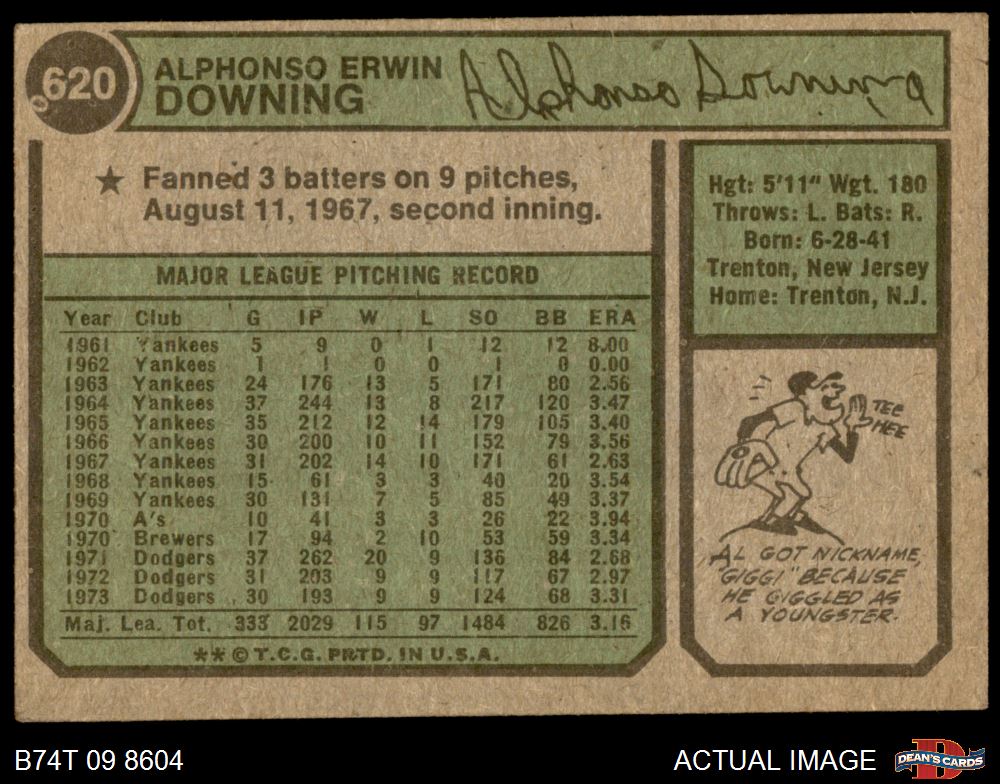 620
ALPHONSO ERWIN
DOWNING
Alphonso Downing
★ Fanned 3 batters on 9 pitches,
August 11, 1967, second inning.
MAJOR LEAGUE PITCHING RECORD
Year Club G IP W L SO BB ERA
1961 Yankees 5 9 0 1 12 12 8.00
1962 Yankees 1 1 0 0 1 0 0.00
1963 Yankees 24 176 13 5 171 80 2.56
1964 Yankees 37 244 13 8 217 120 3.47
1965 Yankees 35 212 12 14 179 105 3.40
1966 Yankees 30 200 10 11 152 79 3.56
1967 Yankees 31 202 14 10 171 61 2.63
1968 Yankees 15 61 3 3 40 20 3.54
1969 Yankees 30 131 7 5 85 49 3.37
1970 A's 10 41 3 3 26 22 3.94
1970 Brewers 17 94 2 10 53 59 3.34
1971 Dodgers 37 262 20 9 136 84 2.68
1972 Dodgers 31 203 9 9 117 67 2.97
1973 Dodgers 30 193 9 9 124 68 3.31
Maj. Lea. Tot. 333 2029 115 97 1484 826 3.16
** © T.C.G. PRTD. IN U.S.A.
Hgt: 5'11" Wgt. 180
Throws: L. Bats: R.
Born: 6-28-41
Trenton, New Jersey
Home: Trenton, N.J.
TEE
HEE
AL GOT NICKNAME,
"GIGGI" BECAUSE
HE GIGGLED AS
A YOUNGSTER.
B74T 09 8604
ACTUAL IMAGE
DEAN'S CARDS